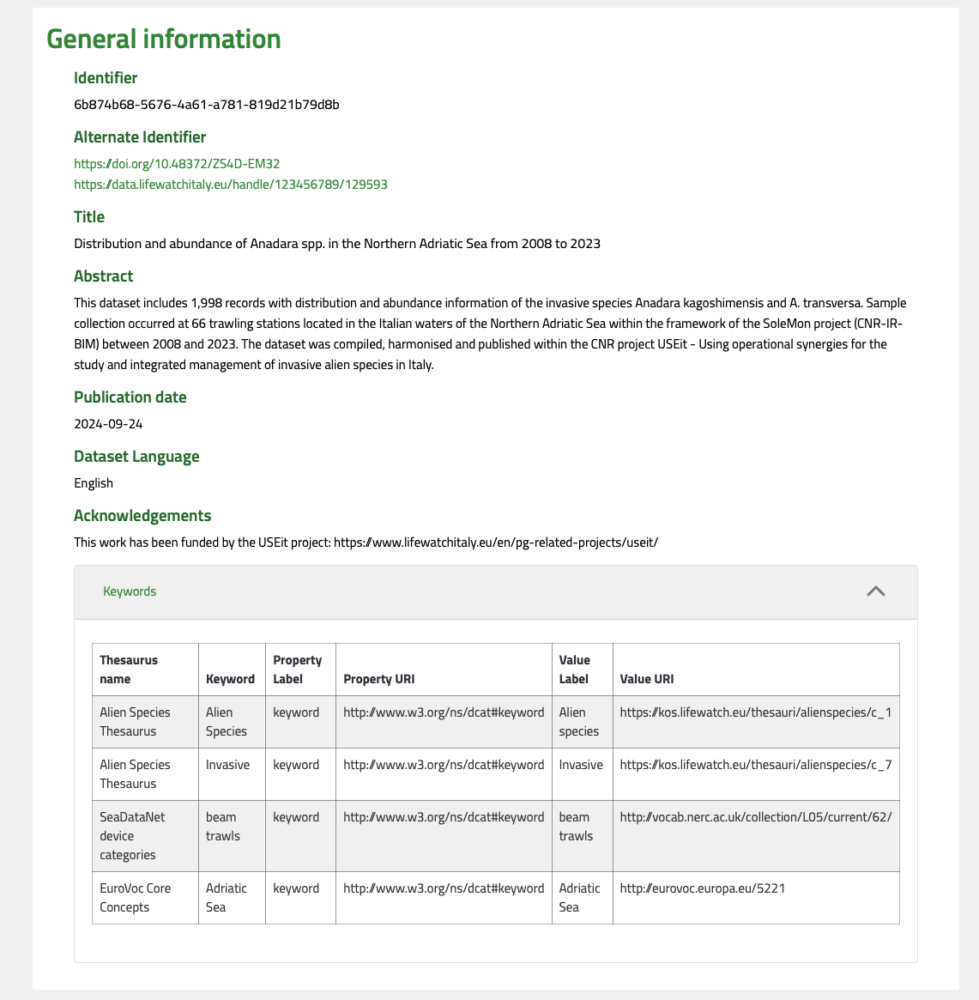 General information
Identifier
6b874b68-5676-4a61-a781-819d21b79d8b
Alternate Identifier
https://doi.org/10.48372/ZS4D-EM32
https://data.lifewatchitaly.eu/handle/123456789/129593
Title
Distribution and abundance of Anadara spp. in the Northern Adriatic Sea from 2008 to 2023
Abstract
This dataset includes 1,998 records with distribution and abundance information of the invasive species Anadara kagoshimensis and A. transversa. Sample
collection occurred at 66 trawling stations located in the Italian waters of the Northern Adriatic Sea within the framework of the SoleMon project (CNR-IR-
BIM) between 2008 and 2023. The dataset was compiled, harmonised and published within the CNR project USEit - Using operational synergies for the
study and integrated management of invasive alien species in Italy.
Publication date
2024-09-24
Dataset Language
English
Acknowledgements
This work has been funded by the USEit project: https://www.lifewatchitaly.eu/en/pg-related-projects/useit/
Keywords
Thesaurus name | Keyword | Property Label | Property URI | Value Label | Value URI
Alien Species Thesaurus | Alien Species | keyword | http://www.w3.org/ns/dcat#keyword | Alien species | https://kos.lifewatch.eu/thesauri/alienspecies/c_1
Alien Species Thesaurus | Invasive | keyword | http://www.w3.org/ns/dcat#keyword | Invasive | https://kos.lifewatch.eu/thesauri/alienspecies/c_7
SeaDataNet device categories | beam trawls | keyword | http://www.w3.org/ns/dcat#keyword | beam trawls | http://vocab.nerc.ac.uk/collection/L05/current/62/
EuroVoc Core Concepts | Adriatic Sea | keyword | http://www.w3.org/ns/dcat#keyword | Adriatic Sea | http://eurovoc.europa.eu/5221